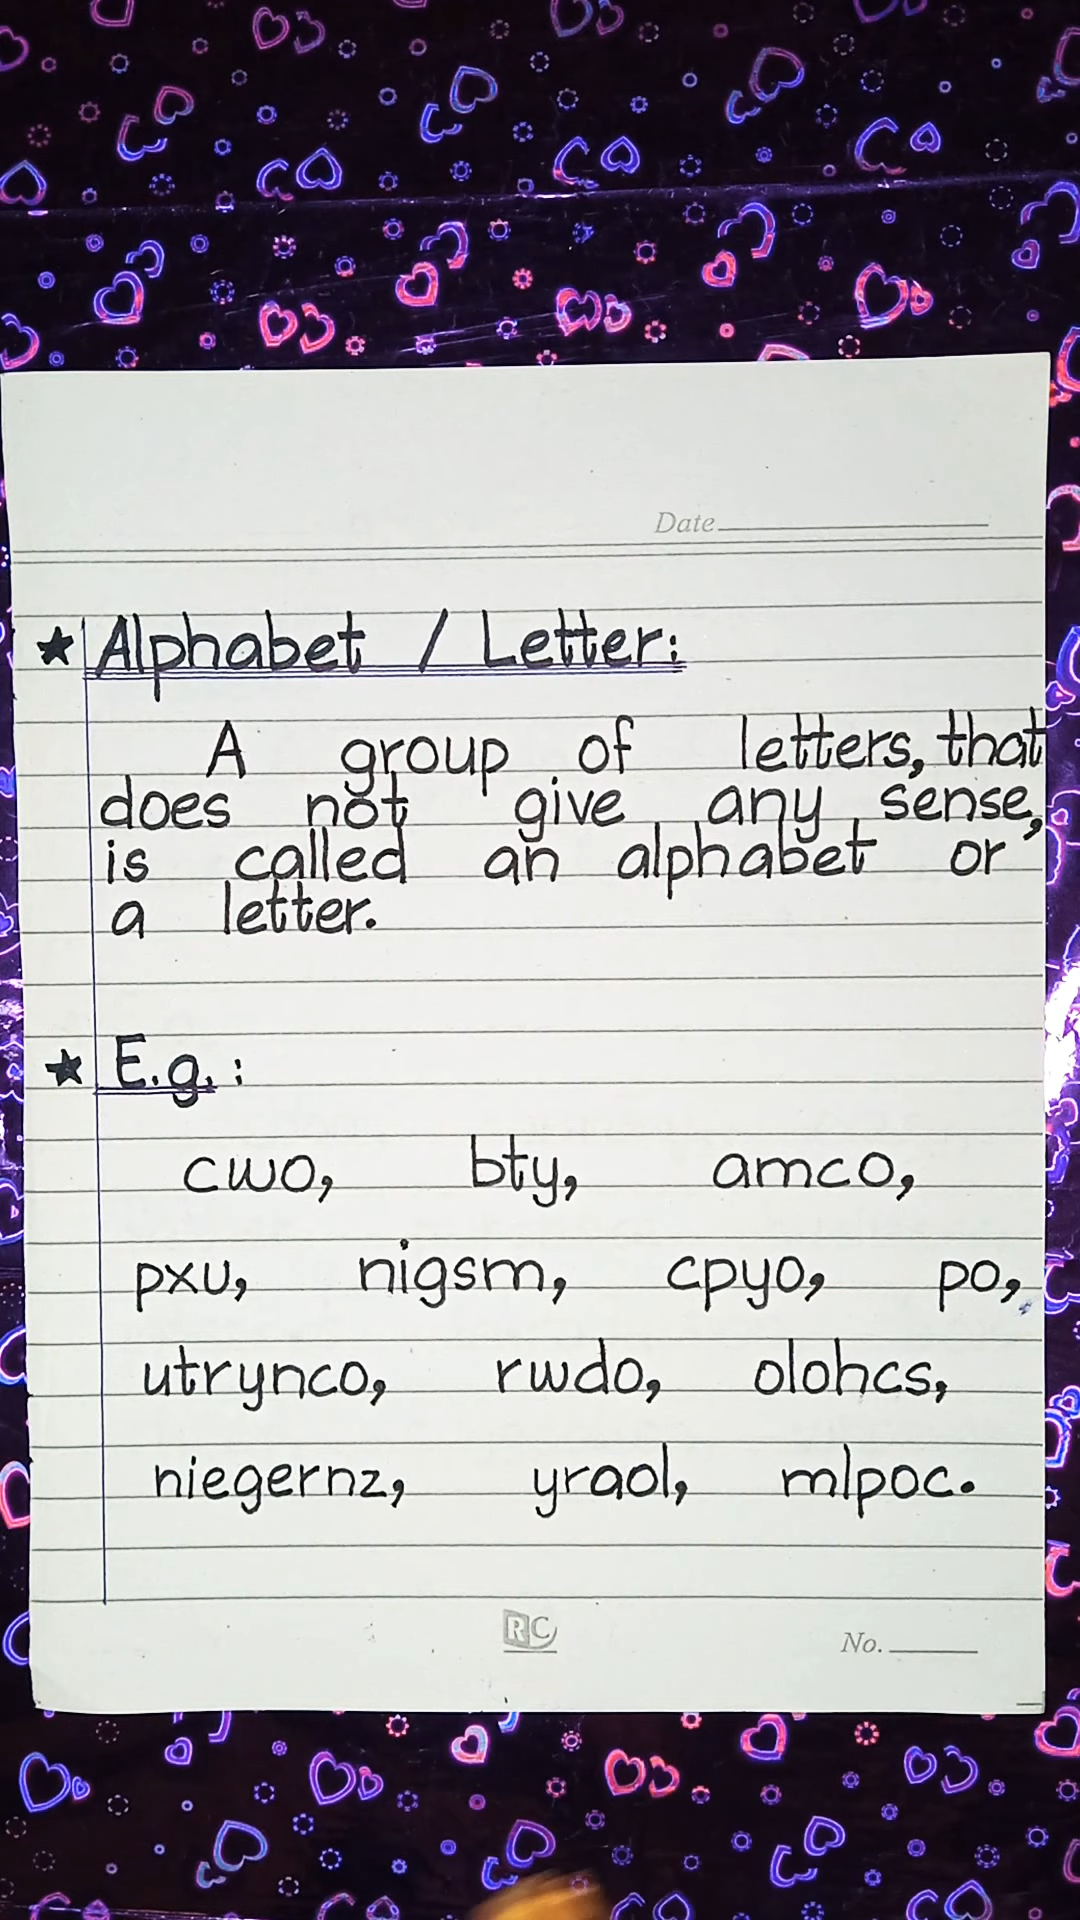 Date
★ Alphabet / Letter:
A group of letters, that
does not give any sense,
is called an alphabet or
a letter.
★ E.g.:
cwo, bty, amco,
pxu, nigsm, cpyo, po,
utrynco, rwdo, olohcs,
niegernz, yraol, mlpoc.
RC
No.